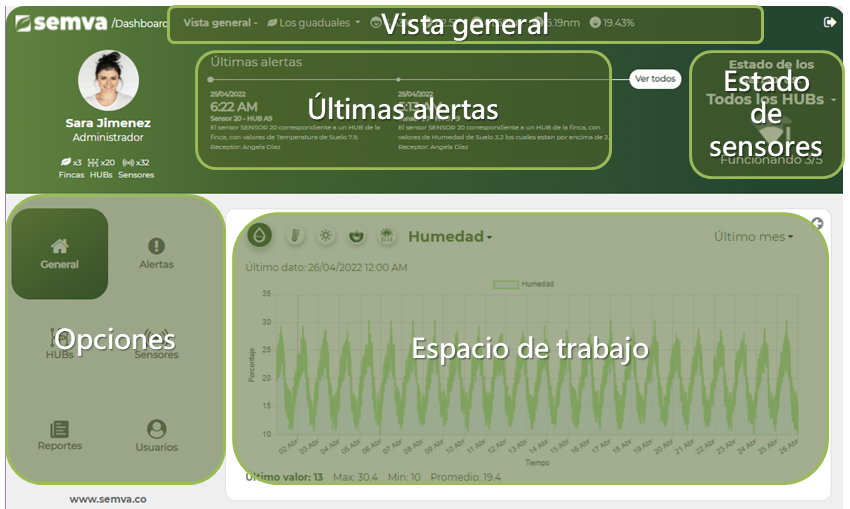 semva /Dashboard
Vista general - Los guaduales
5.19nm 19.43%
Vista general
Sara Jimenez
Administrador
x3 x20 x32
Fincas HUBs Sensores
Últimas alertas
25/04/2022
6:22 AM
Sensor 20 - HUB A9
El sensor SENSOR 20 correspondiente a un HUB de la
finca, con valores de Temperatura de Suelo 7.9.
Receptor: Angela Diaz
25/04/2022
5:13 AM
El sensor SENSOR 20 correspondiente a un HUB de la finca, con
valores de Humedad de Suelo 3.2 los cuales estan por encima de 2.
Receptor: Angela Diaz
Últimas alertas
Ver todos
Estado de los
Todos los HUBs
Funcionando 3/5
Estado
de
sensores
General
Alertas
HUBs
Sensores
Reportes
Usuarios
Opciones
www.semva.co
Humedad
Último mes
Último dato: 26/04/2022 12:00 AM
Humedad
Porcentaje
35
30
25
20
15
10
02 Abr 03 Abr 04 Abr 05 Abr 06 Abr 07 Abr 08 Abr 09 Abr 10 Abr 11 Abr 12 Abr 13 Abr 14 Abr 15 Abr 16 Abr 17 Abr 18 Abr 19 Abr 20 Abr 21 Abr 22 Abr 23 Abr 24 Abr 25 Abr 26 Abr
Tiempo
Espacio de trabajo
Último valor: 13 Max: 30.4 Min: 10 Promedio: 19.4